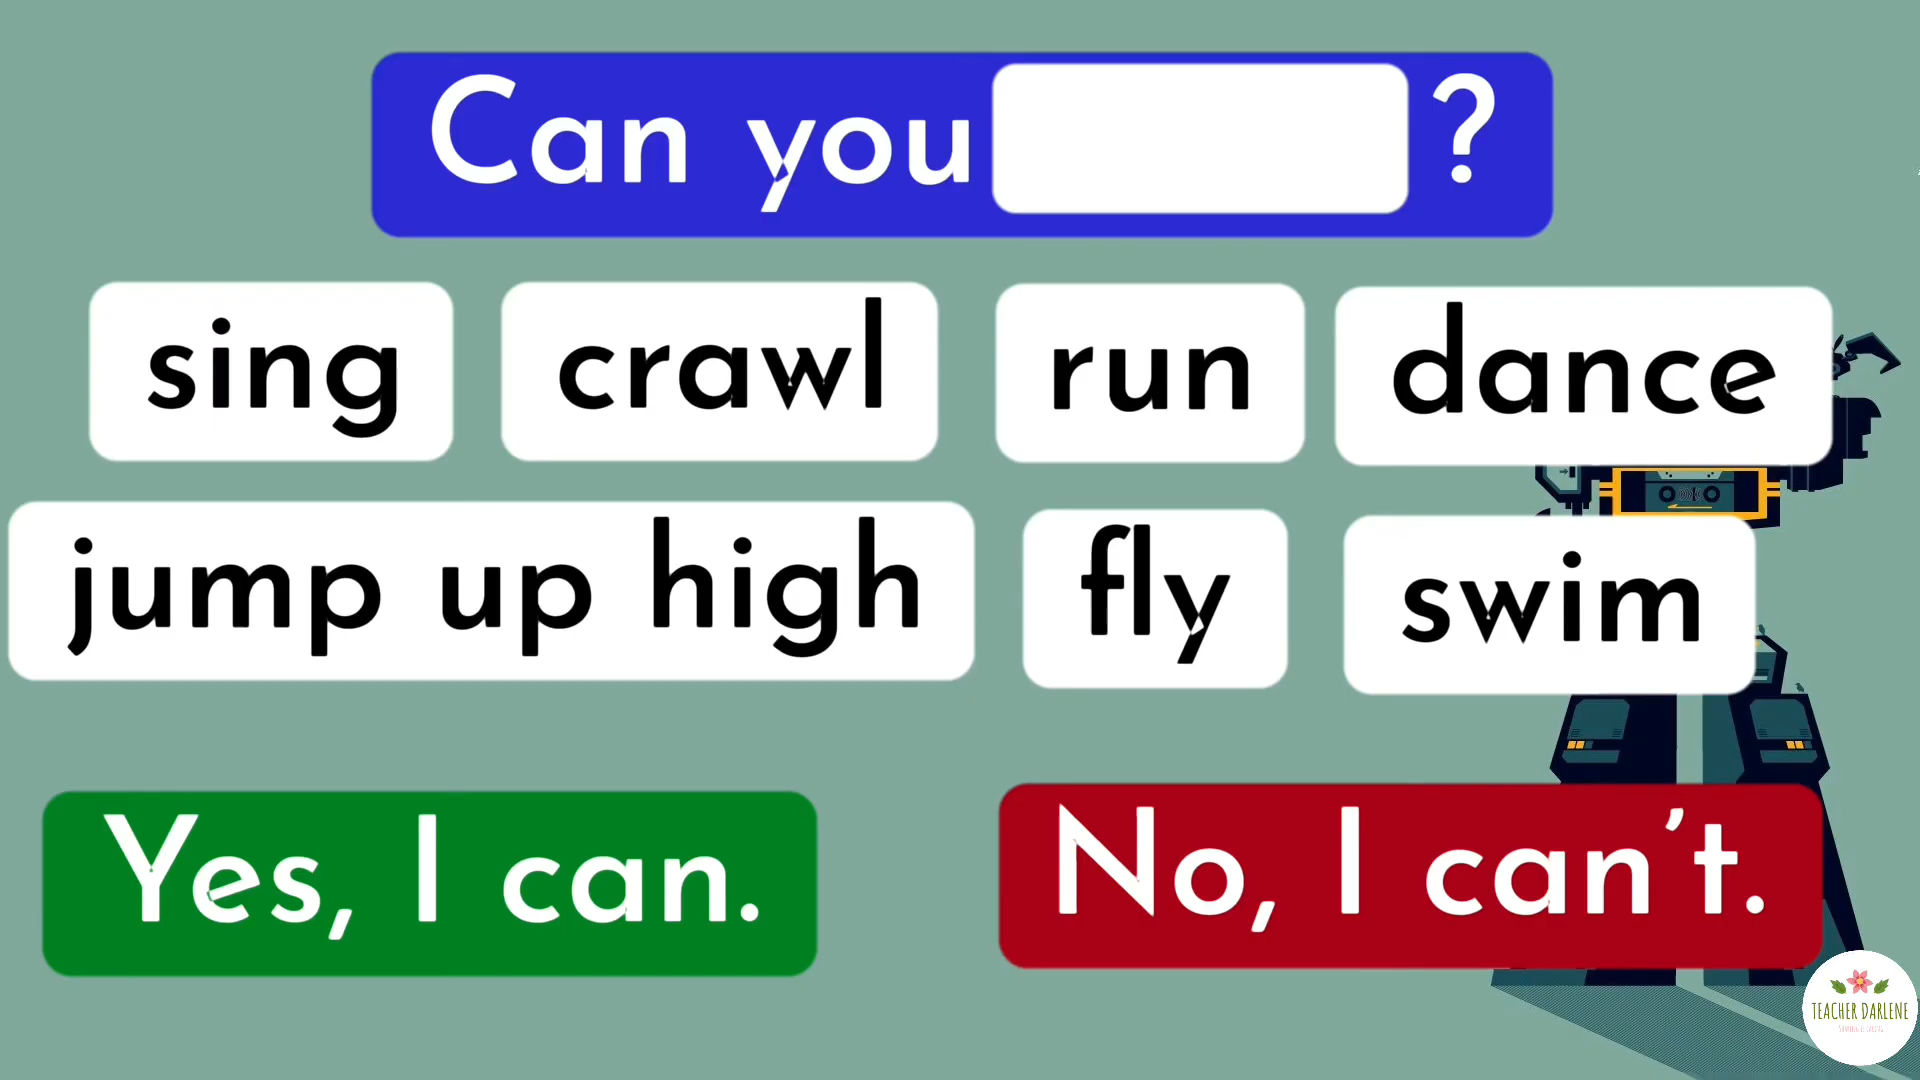 Can you ?
sing crawl run dance
jump up high fly swim
Yes, I can. No, I can't.
TEACHER DARLENE